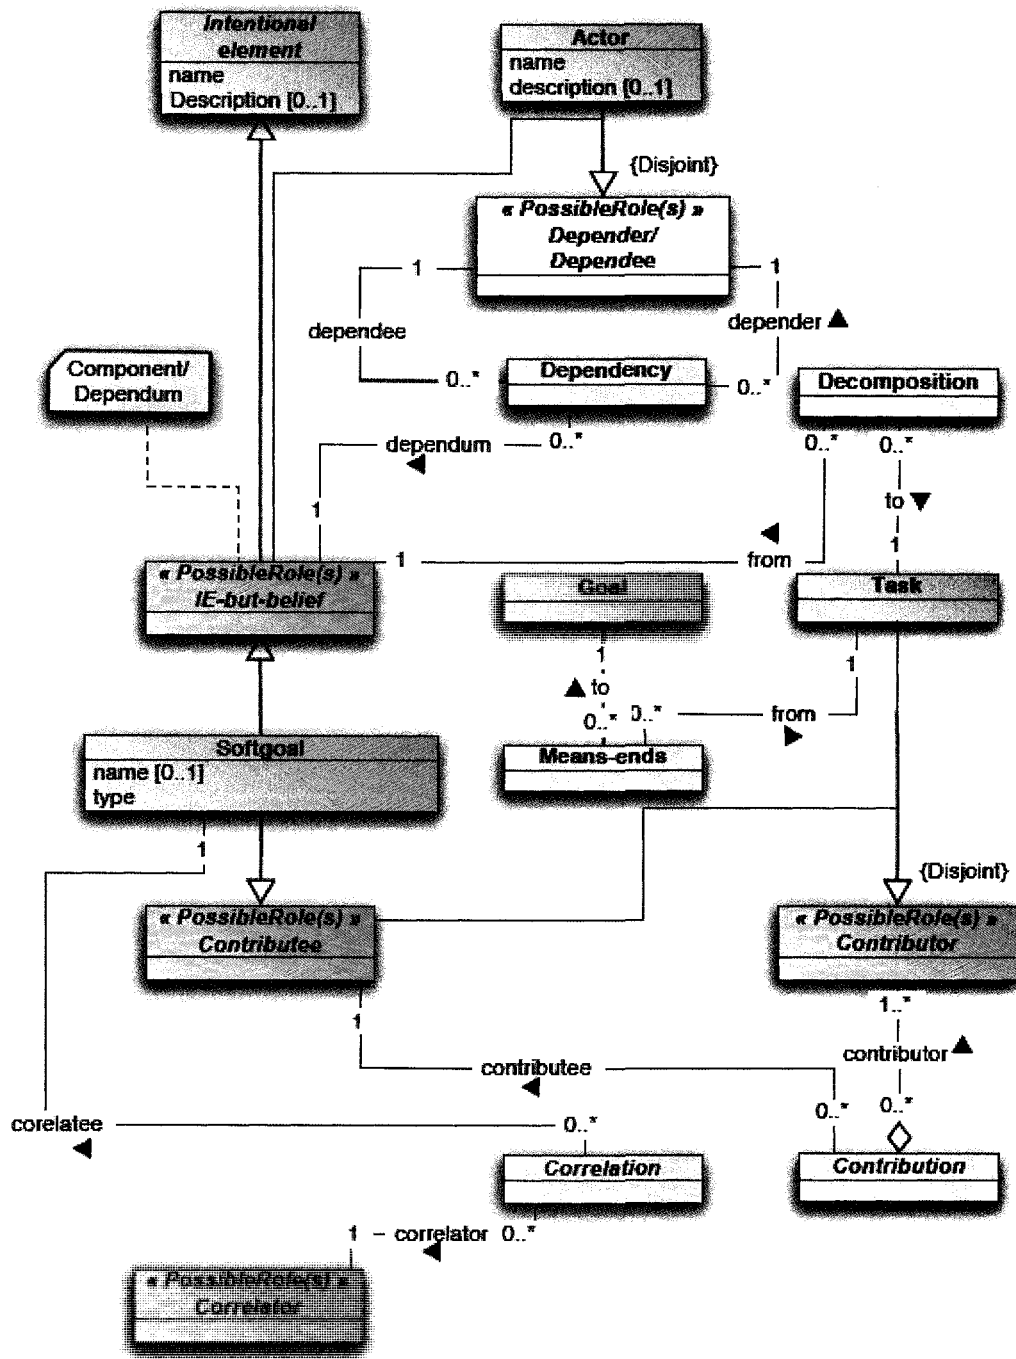 Intentional
element
name
Description [0..1]
Actor
name
description [0..1]
{Disjoint}
« PossibleRole(s) »
Depender/
Dependee
1
1
dependee
depender
Component/
Dependum
0..*
Dependency
0..*
Decomposition
dependum
0..*
0..*
0..*
to
1
1
from
1
« PossibleRole(s) »
IE-but-belief
Goal
Task
1
1
to
0..*
0..*
from
Softgoal
name [0..1]
type
Means-ends
1
{Disjoint}
« PossibleRole(s) »
Contributee
« PossibleRole(s) »
Contributor
1
1..*
contributor
contributee
0..*
0..*
corelatee
0..*
Correlation
Contribution
1
correlator
0..*
« PossibleRole(s) »
Correlator